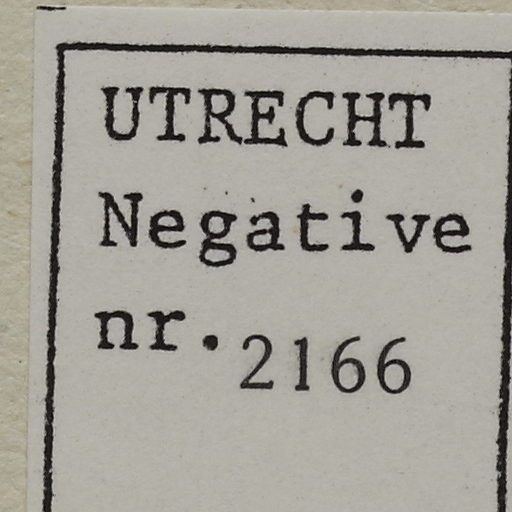 UTRECHT
Negative
nr. 2166